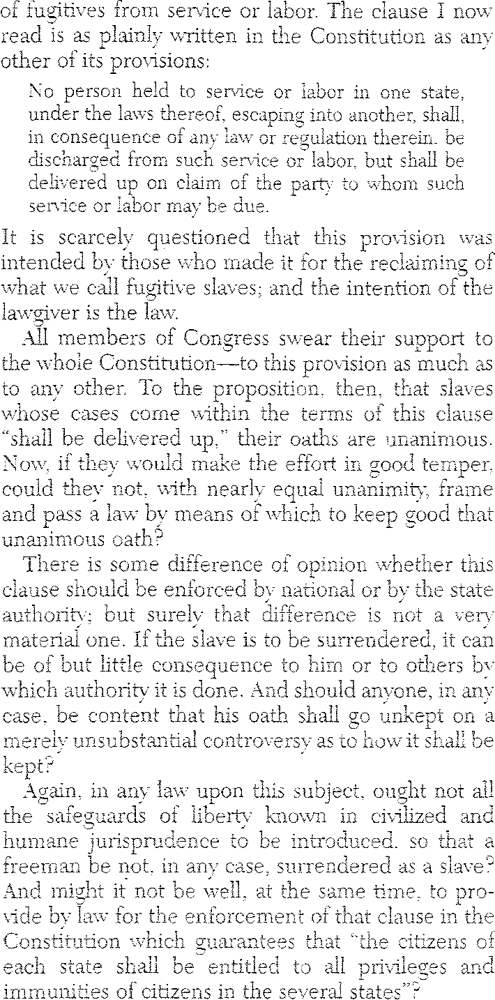 of fugitives from service or labor. The clause I now
read is as plainly written in the Constitution as any
other of its provisions:
No person held to service or labor in one state,
under the laws thereof, escaping into another, shall,
in consequence of any law or regulation therein, be
discharged from such service or labor, but shall be
delivered up on claim of the party to whom such
service or labor may be due.
It is scarcely questioned that this provision was
intended by those who made it for the reclaiming of
what we call fugitive slaves; and the intention of the
lawgiver is the law.
All members of Congress swear their support to
the whole Constitution—to this provision as much as
to any other. To the proposition, then, that slaves
whose cases come within the terms of this clause
"shall be delivered up," their oaths are unanimous.
Now, if they would make the effort in good temper,
could they not, with nearly equal unanimity, frame
and pass a law by means of which to keep good that
unanimous oath?
There is some difference of opinion whether this
clause should be enforced by national or by the state
authority; but surely that difference is not a very
material one. If the slave is to be surrendered, it can
be of but little consequence to him or to others by
which authority it is done. And should anyone, in any
case, be content that his oath shall go unkept on a
merely unsubstantial controversy as to how it shall be
kept?
Again, in any law upon this subject, ought not all
the safeguards of liberty known in civilized and
humane jurisprudence to be introduced, so that a
freeman be not, in any case, surrendered as a slave?
And might it not be well, at the same time, to pro-
vide by law for the enforcement of that clause in the
Constitution which guarantees that "the citizens of
each state shall be entitled to all privileges and
immunities of citizens in the several states"?